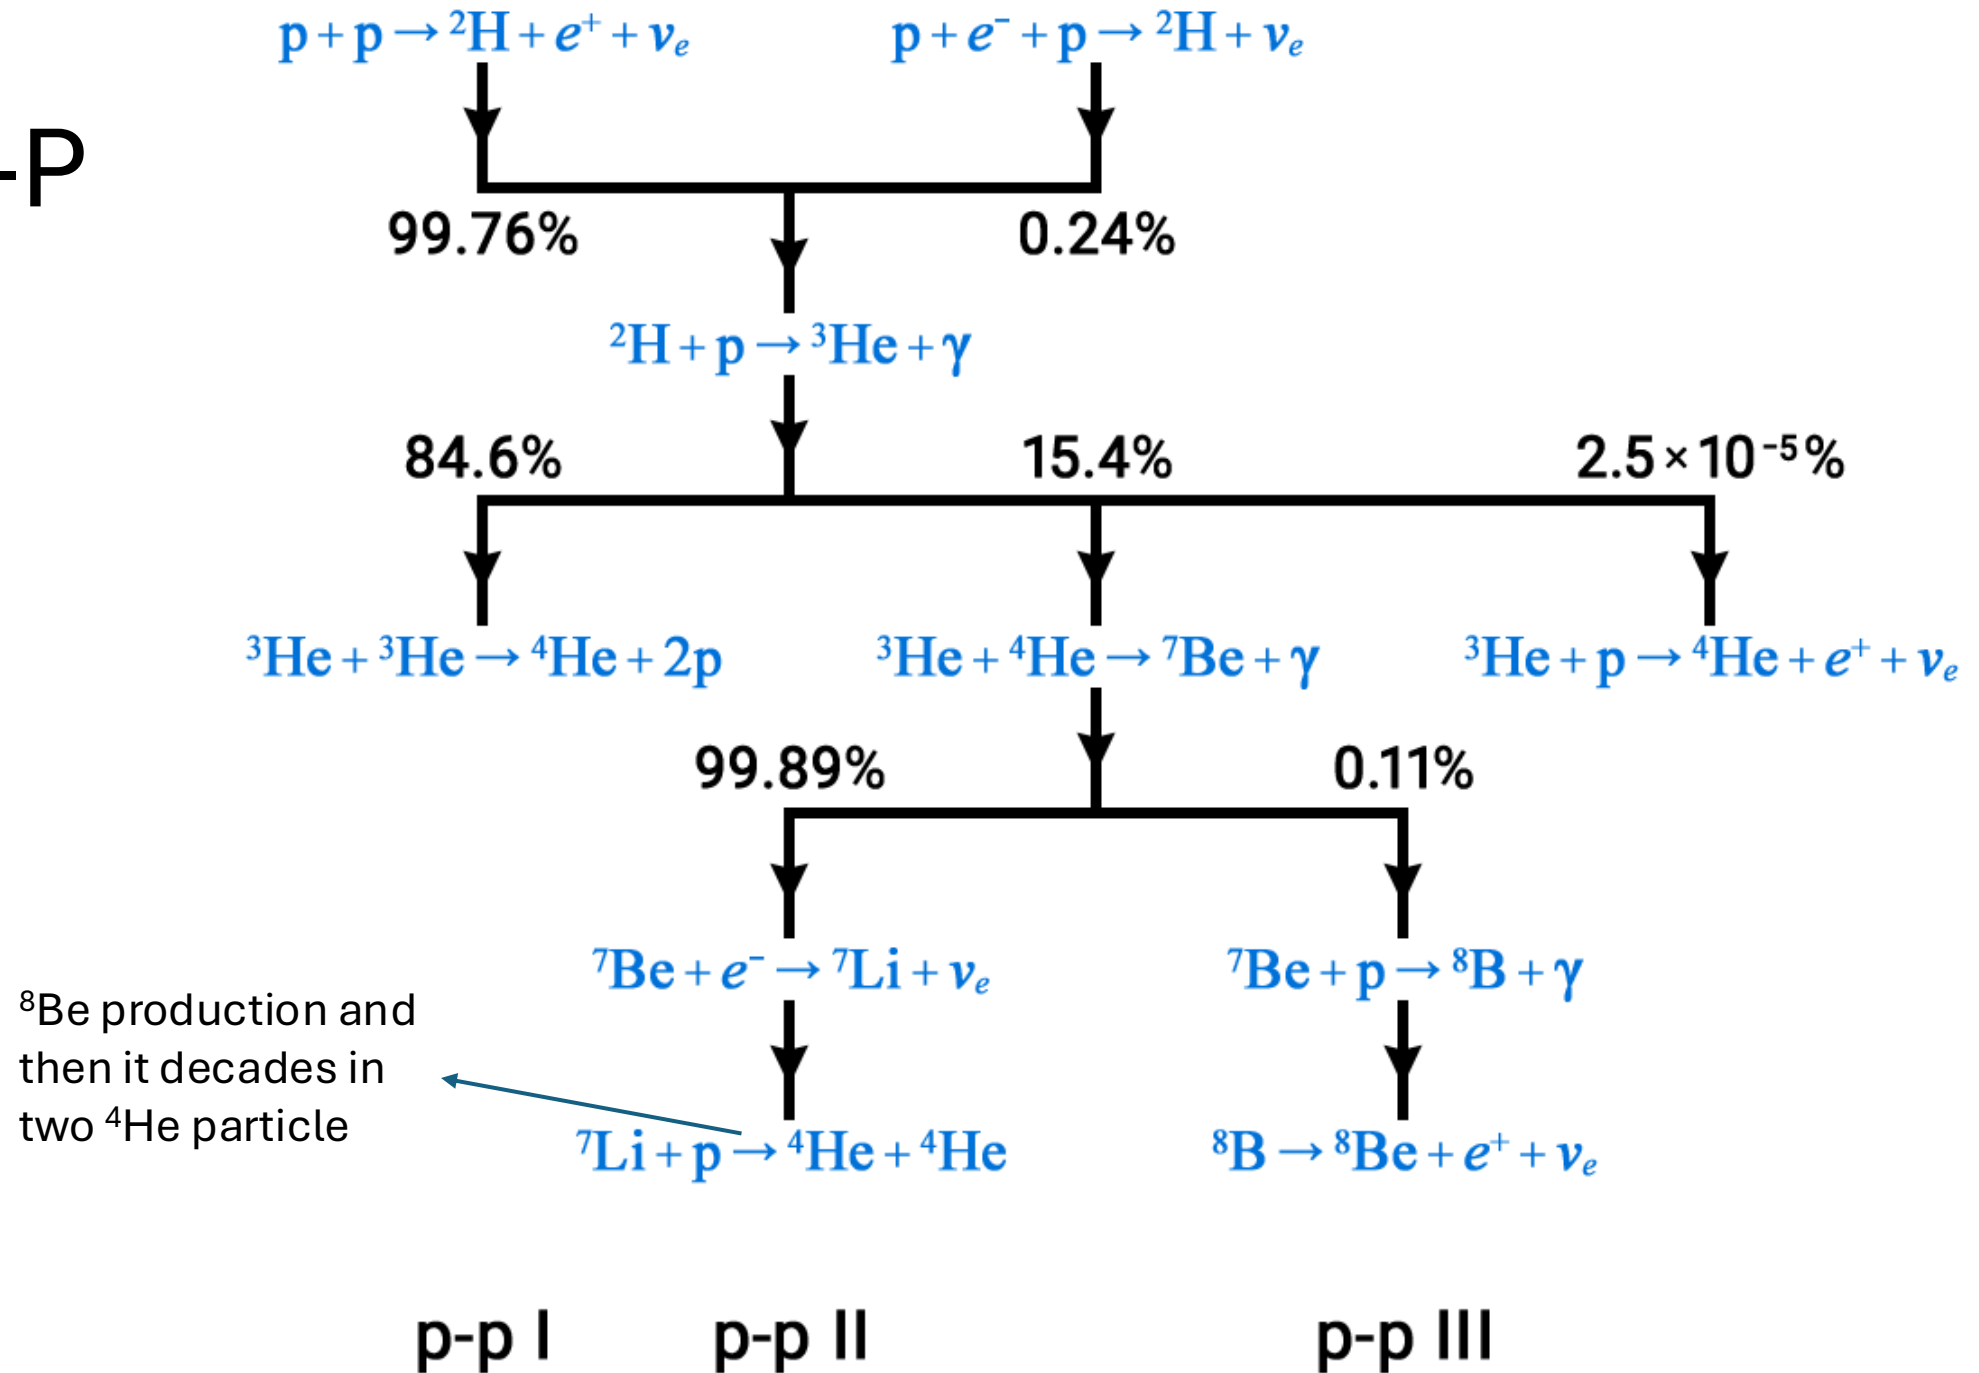 p + p → ²H + e⁺ + νₑ
p + e⁻ + p → ²H + νₑ
-P
99.76%
0.24%
²H + p → ³He + γ
84.6%
15.4%
2.5 × 10⁻⁵%
³He + ³He → ⁴He + 2p
³He + ⁴He → ⁷Be + γ
³He + p → ⁴He + e⁺ + νₑ
99.89%
0.11%
⁷Be + e⁻ → ⁷Li + νₑ
⁷Be + p → ⁸B + γ
⁸Be production and
then it decades in
two ⁴He particle
⁷Li + p → ⁴He + ⁴He
⁸B → ⁸Be + e⁺ + νₑ
p-p I
p-p II
p-p III